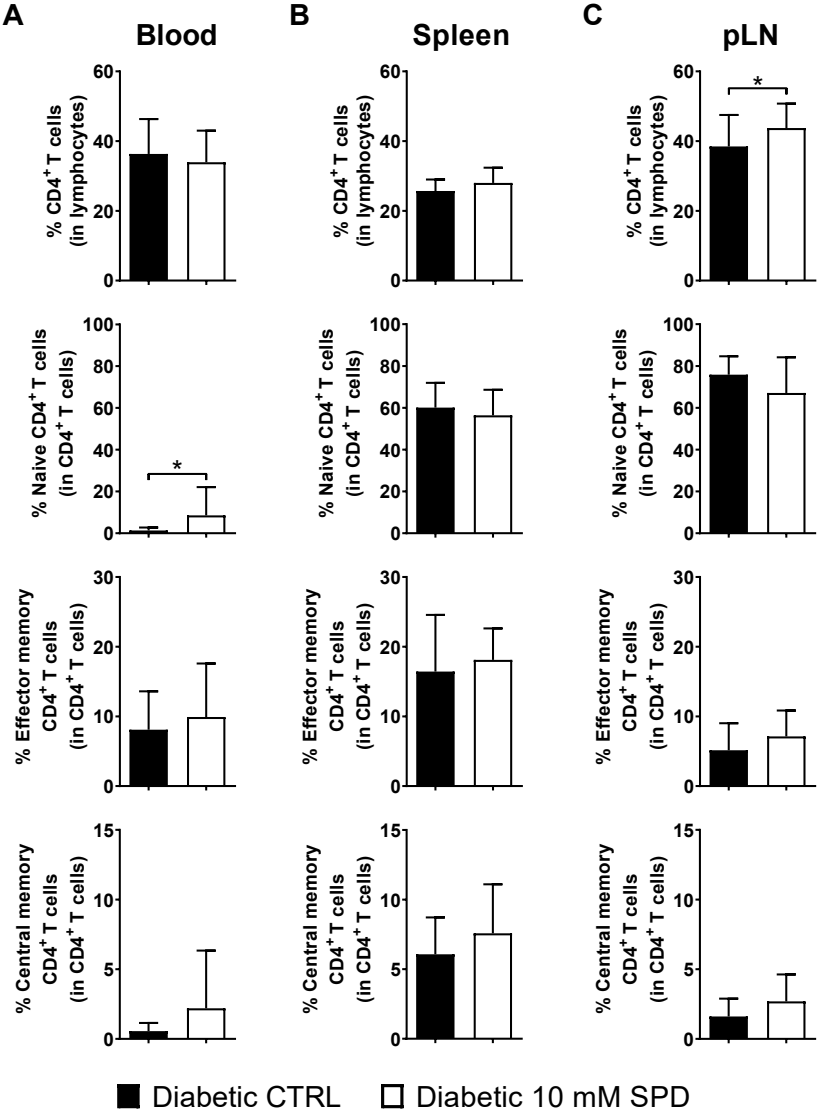 A
Blood
B
Spleen
C
pLN
% CD4+ T cells
(in lymphocytes)
60
40
20
0
% CD4+ T cells
(in lymphocytes)
60
40
20
0
% CD4+ T cells
(in lymphocytes)
60
40
20
0
*
% Naive CD4+ T cells
(in CD4+ T cells)
100
80
60
40
20
0
*
% Naive CD4+ T cells
(in CD4+ T cells)
100
80
60
40
20
0
% Naive CD4+ T cells
(in CD4+ T cells)
100
80
60
40
20
0
% Effector memory
CD4+ T cells
(in CD4+ T cells)
30
20
10
0
% Effector memory
CD4+ T cells
(in CD4+ T cells)
30
20
10
0
% Effector memory
CD4+ T cells
(in CD4+ T cells)
30
20
10
0
% Central memory
CD4+ T cells
(in CD4+ T cells)
15
10
5
0
% Central memory
CD4+ T cells
(in CD4+ T cells)
15
10
5
0
% Central memory
CD4+ T cells
(in CD4+ T cells)
15
10
5
0
Diabetic CTRL
Diabetic 10 mM SPD